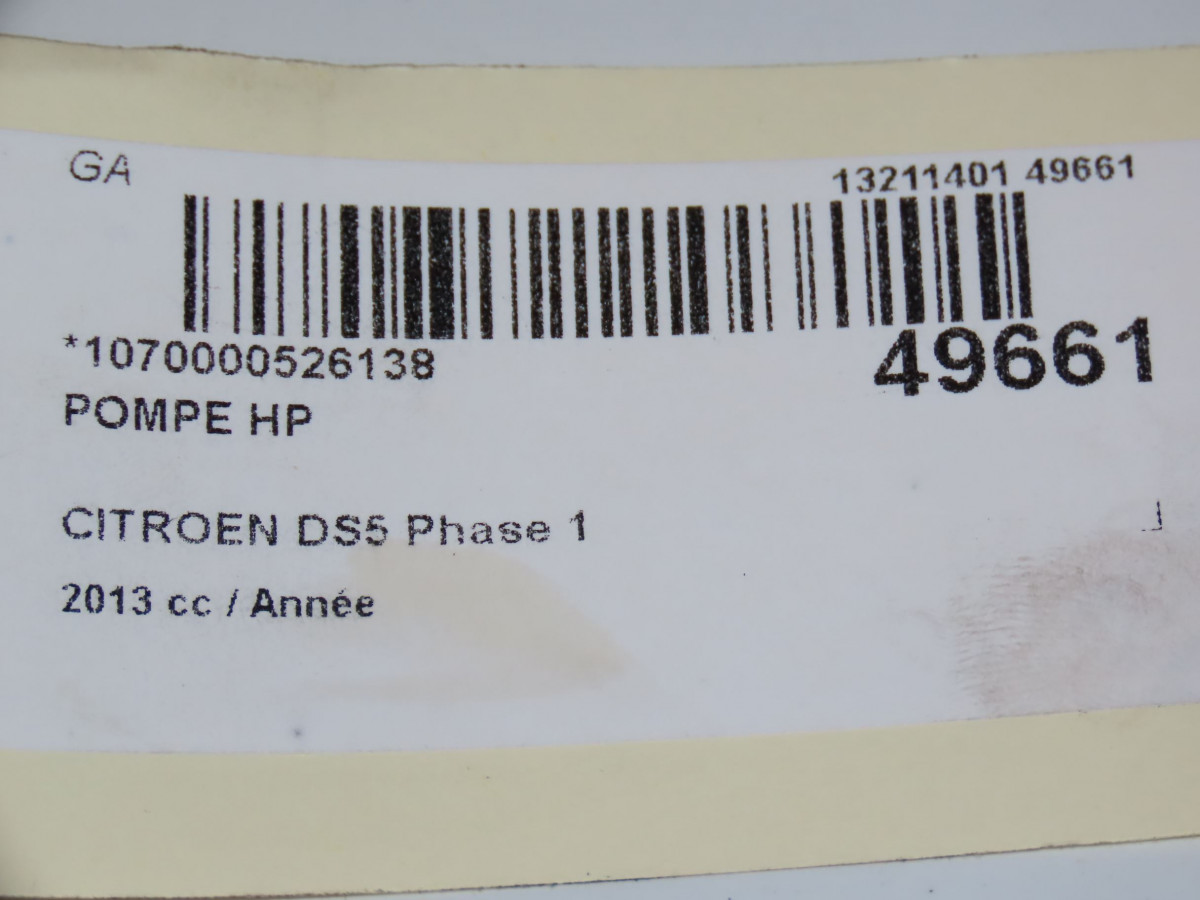 GA
13211401 49661
*1070000526138
49661
POMPE HP
CITROEN DS5 Phase 1
2013 cc / Année